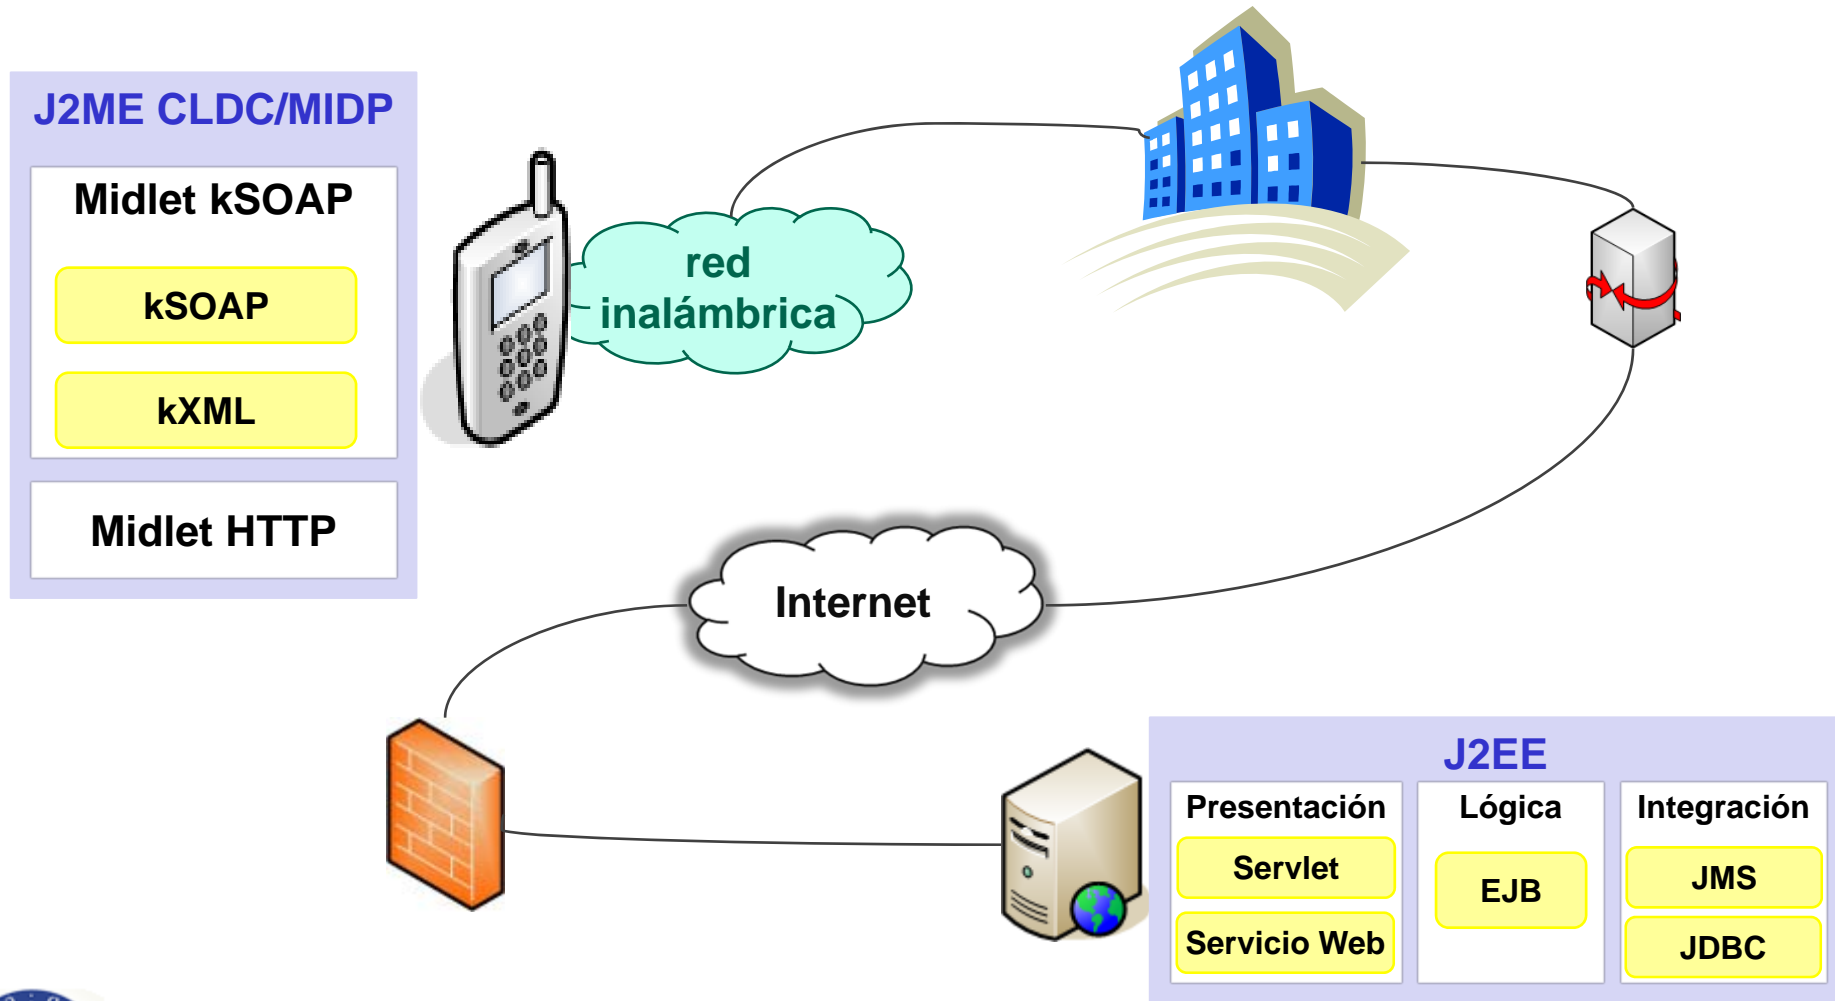 J2ME CLDC/MIDP
Midlet kSOAP
kSOAP
kXML
Midlet HTTP
red
inalámbrica
Internet
J2EE
Presentación
Servlet
Servicio Web
Lógica
EJB
Integración
JMS
JDBC